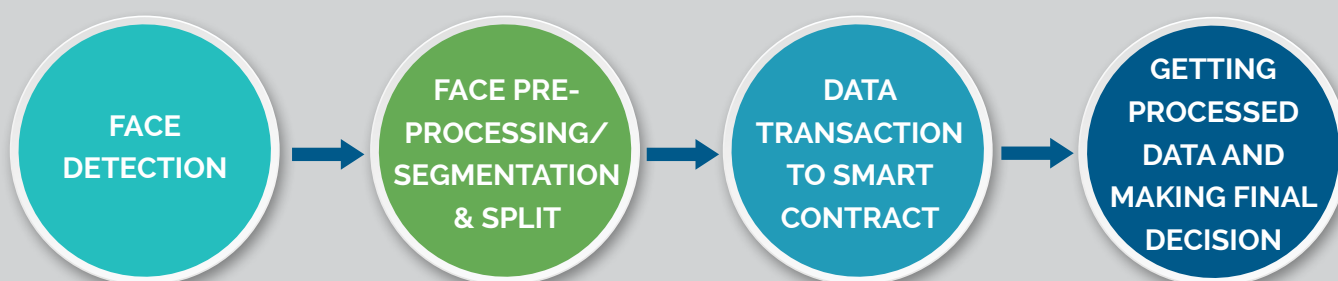 FACE
DETECTION
FACE PRE-
PROCESSING/
SEGMENTATION
& SPLIT
DATA
TRANSACTION
TO SMART
CONTRACT
GETTING
PROCESSED
DATA AND
MAKING FINAL
DECISION